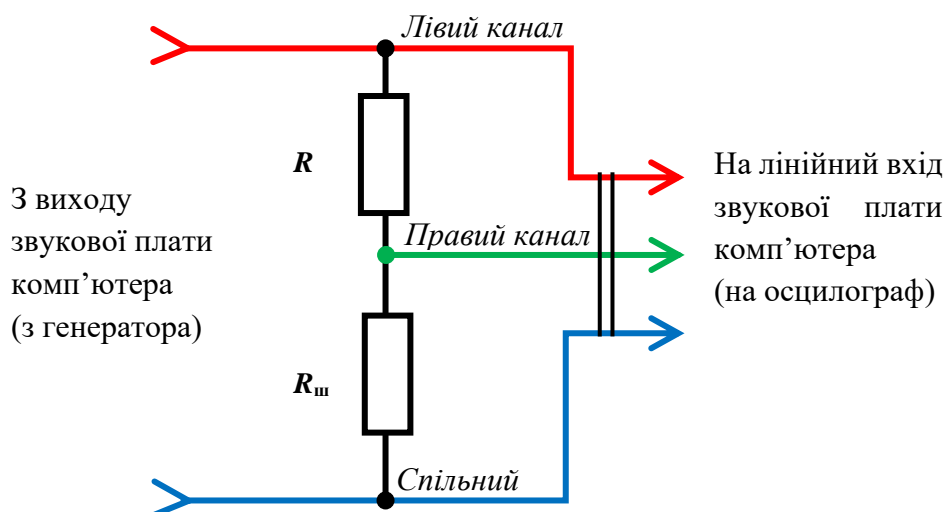 Лівий канал
R
На лінійний вхід
звукової плати
комп’ютера
(на осцилограф)
З виходу
звукової плати
комп’ютера
(з генератора)
Правий канал
Rш
Спільний